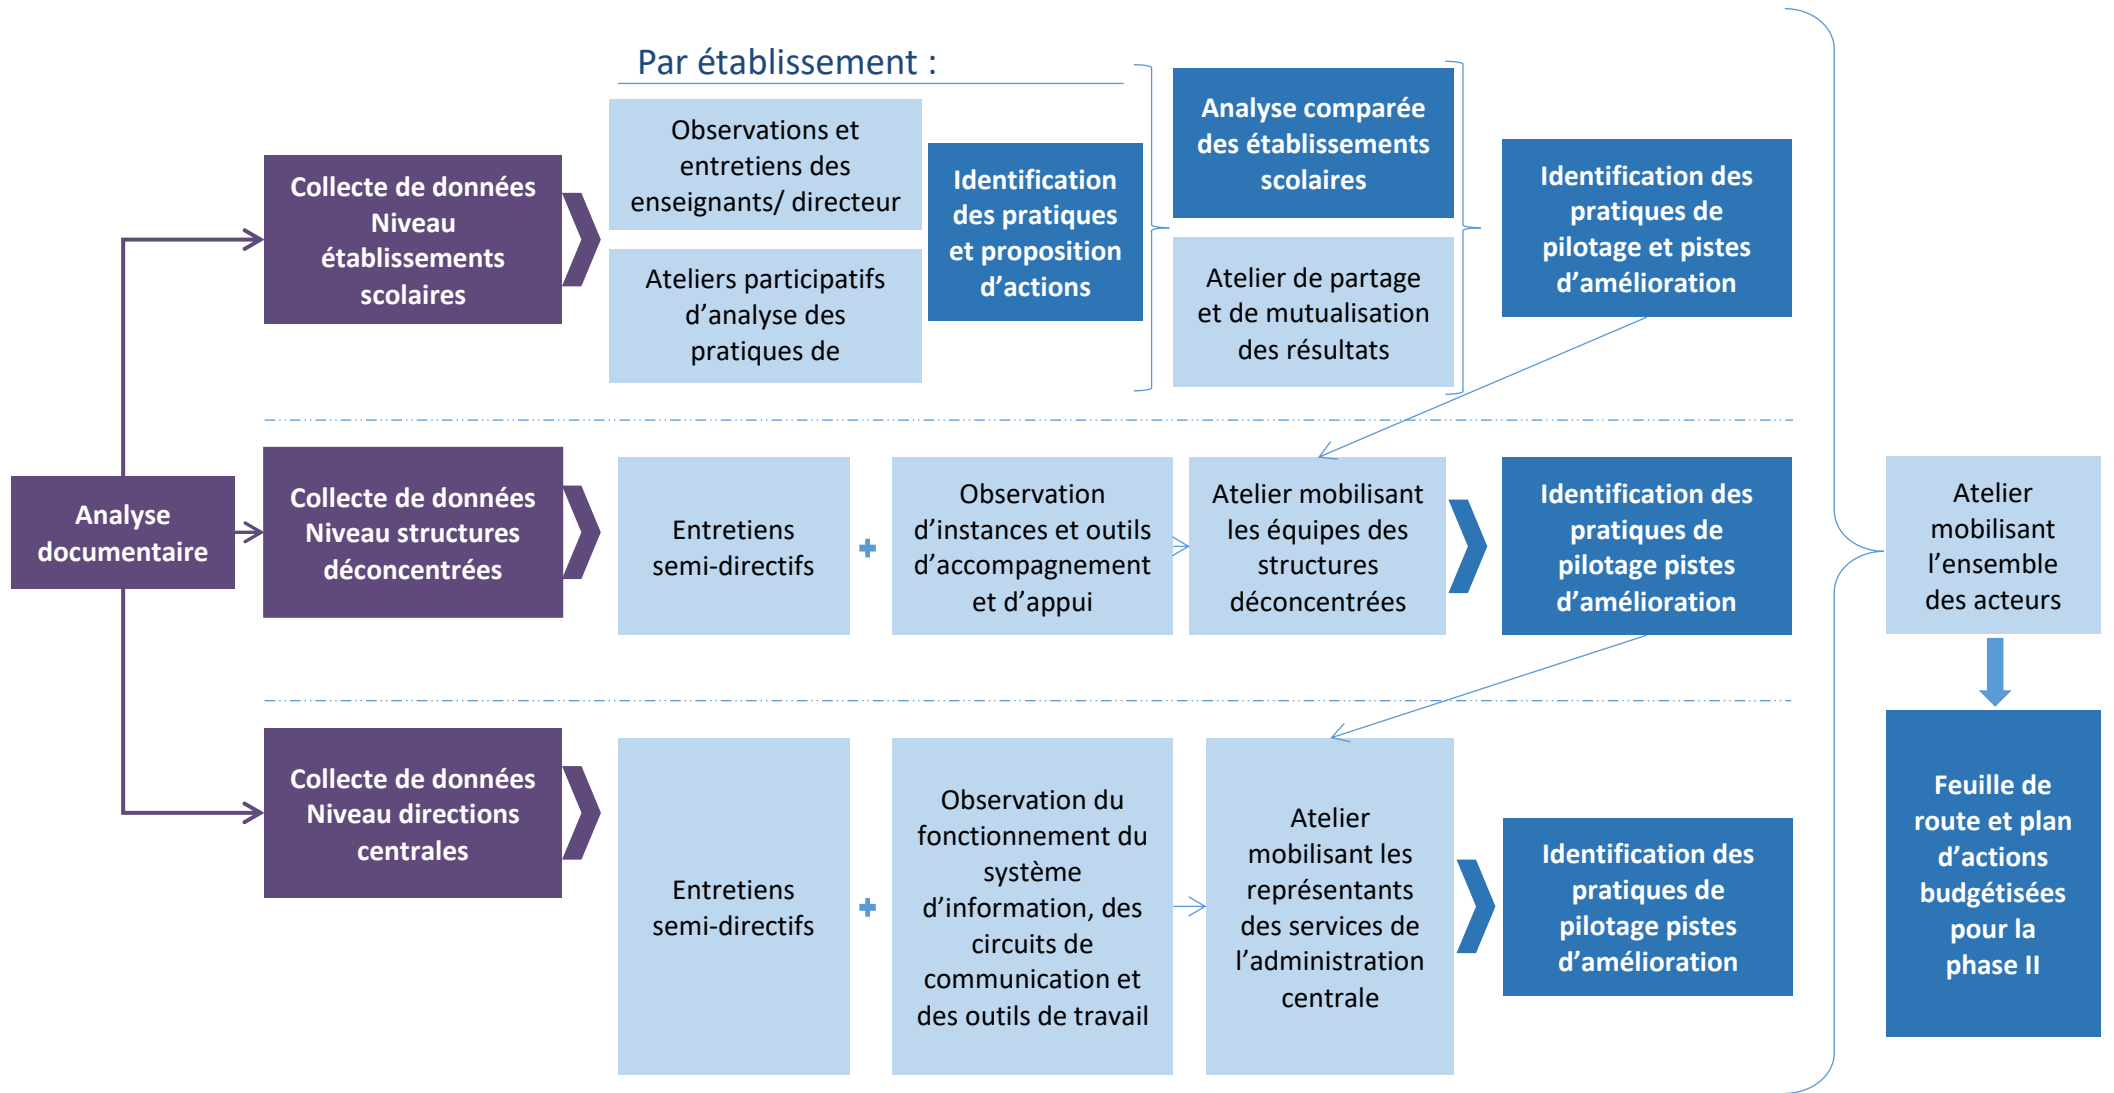 Par établissement :
Collecte de données
Niveau
établissements
scolaires
Observations et
entretiens des
enseignants/ directeur
Ateliers participatifs
d’analyse des
pratiques de
Identification
des pratiques
et proposition
d’actions
Analyse comparée
des établissements
scolaires
Atelier de partage
et de mutualisation
des résultats
Identification des
pratiques de
pilotage et pistes
d’amélioration
Analyse
documentaire
Collecte de données
Niveau structures
déconcentrées
Entretiens
semi-directifs
Observation
d’instances et outils
d’accompagnement
et d’appui
Atelier mobilisant
les équipes des
structures
déconcentrées
Identification des
pratiques de
pilotage pistes
d’amélioration
Collecte de données
Niveau directions
centrales
Entretiens
semi-directifs
Observation du
fonctionnement du
système
d’information, des
circuits de
communication et
des outils de travail
Atelier
mobilisant les
représentants
des services de
l’administration
centrale
Identification des
pratiques de
pilotage pistes
d’amélioration
Atelier
mobilisant
l’ensemble
des acteurs
Feuille de
route et plan
d’actions
budgétisées
pour la
phase II